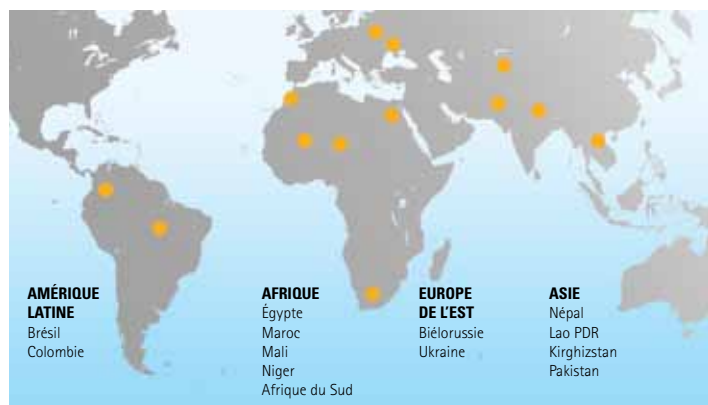 AMÉRIQUE
LATINE
Brésil
Colombie
AFRIQUE
Égypte
Maroc
Mali
Niger
Afrique du Sud
EUROPE
DE L'EST
Biélorussie
Ukraine
ASIE
Népal
Lao PDR
Kirghizstan
Pakistan